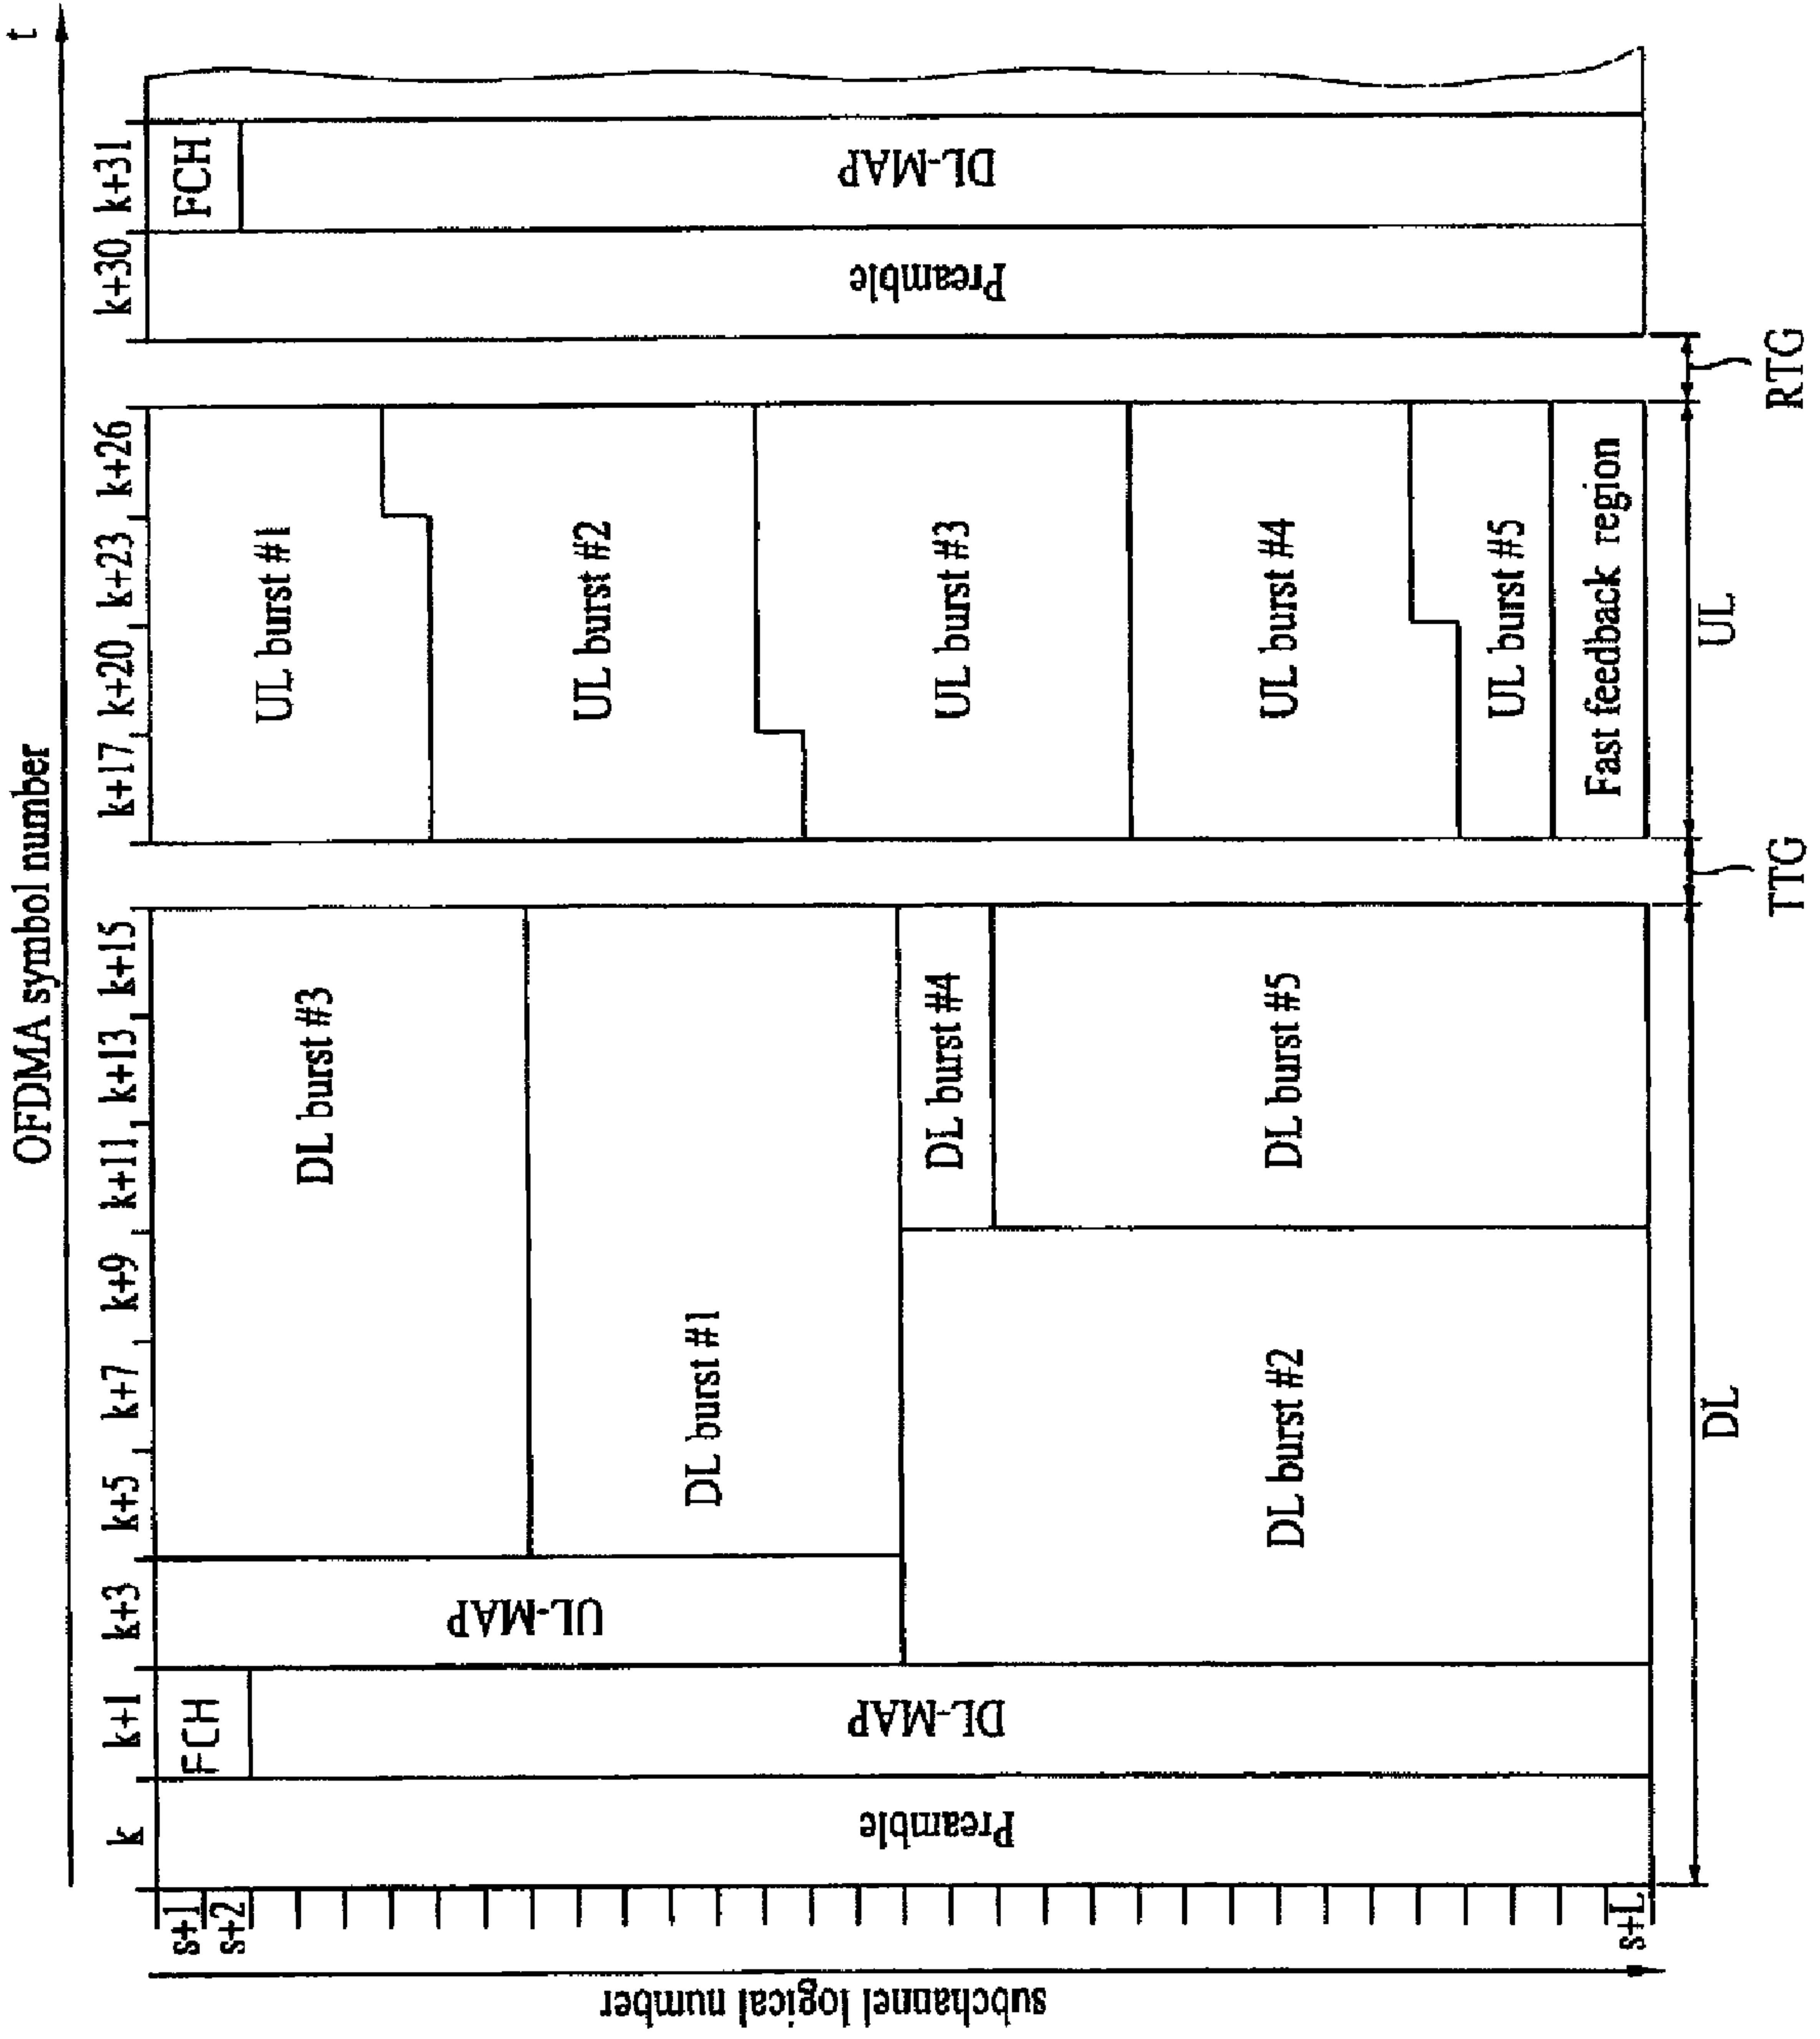 OFDMA symbol number
t
k
k+1
k+3
k+5
k+7
k+9
k+11
k+13
k+15
k+17
k+20
k+23
k+26
k+30
k+31
subchannel logical number
s+1
s+2
s+L
Preamble
FCH
DL-MAP
UL-MAP
DL burst #3
DL burst #1
DL burst #2
DL burst #4
DL burst #5
UL burst #1
UL burst #2
UL burst #3
UL burst #4
UL burst #5
Fast feedback region
Preamble
FCH
DL-MAP
DL
TTG
UL
RTG